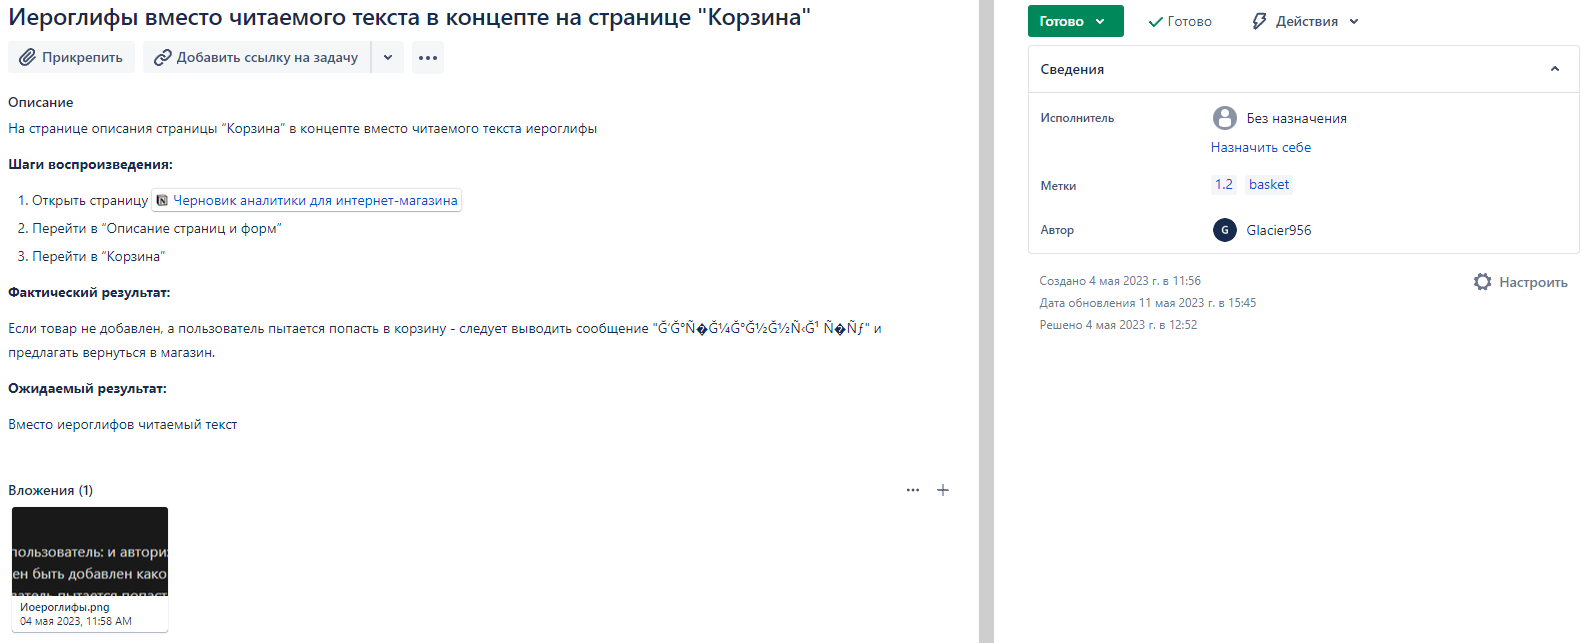 Иероглифы вместо читаемого текста в концепте на странице "Корзина"
Прикрепить
Добавить ссылку на задачу
Описание
На странице описания страницы “Корзина” в концепте вместо читаемого текста иероглифы
Шаги воспроизведения:
1. Открыть страницу Черновик аналитики для интернет-магазина
2. Перейти в “Описание страниц и форм”
3. Перейти в “Корзина”
Фактический результат:
Если товар не добавлен, а пользователь пытается попасть в корзину - следует выводить сообщение "Ğ’Ğ°Ñ�Ğ¼Ğ°Ğ½Ğ½Ñ‹Ğ¹ Ñ�Ñƒ" и
предлагать вернуться в магазин.
Ожидаемый результат:
Вместо иероглифов читаемый текст
Вложения (1)
пользователь: и автори
ен быть добавлен како
ватель пытается попаст
Иоероглифы.png
04 мая 2023, 11:58 AM
Готово
Готово
Действия
Сведения
Исполнитель
Без назначения
Назначить себе
Метки
1.2 basket
Автор
G Glacier956
Создано 4 мая 2023 г. в 11:56
Дата обновления 11 мая 2023 г. в 15:45
Решено 4 мая 2023 г. в 12:52
Настроить